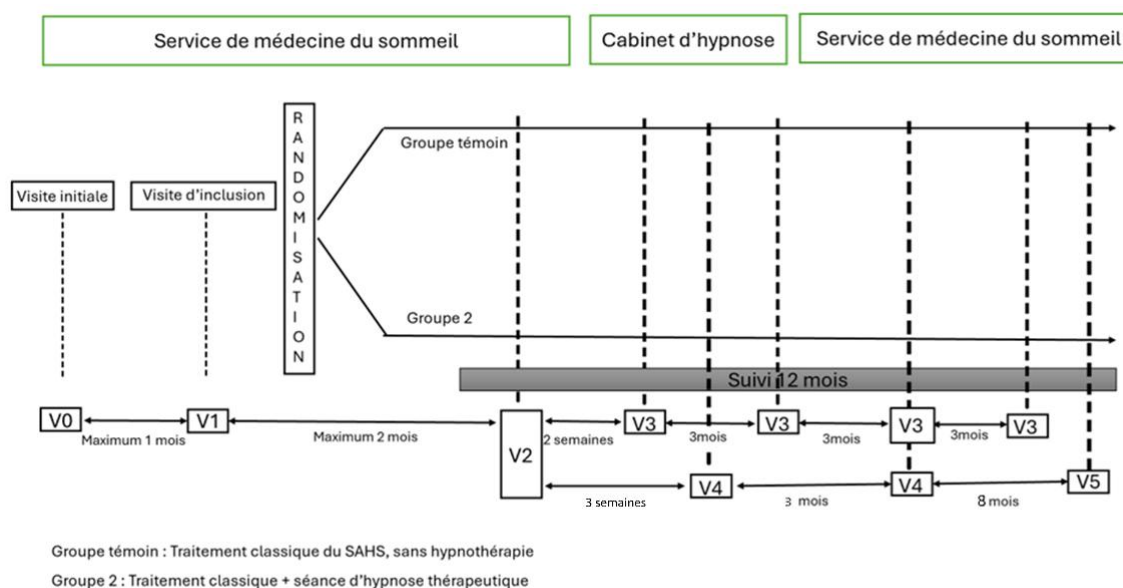 Service de médecine du sommeil
Cabinet d'hypnose
Service de médecine du sommeil
RANDOMISATION
Groupe témoin
Visite initiale
Visite d'inclusion
Groupe 2
Suivi 12 mois
V0
Maximum 1 mois
V1
Maximum 2 mois
V2
2 semaines
V3
3mois
V3
3mois
V3
3mois
V3
3 semaines
V4
3 mois
V4
8 mois
V5
Groupe témoin : Traitement classique du SAHS, sans hypnothérapie
Groupe 2 : Traitement classique + séance d'hypnose thérapeutique